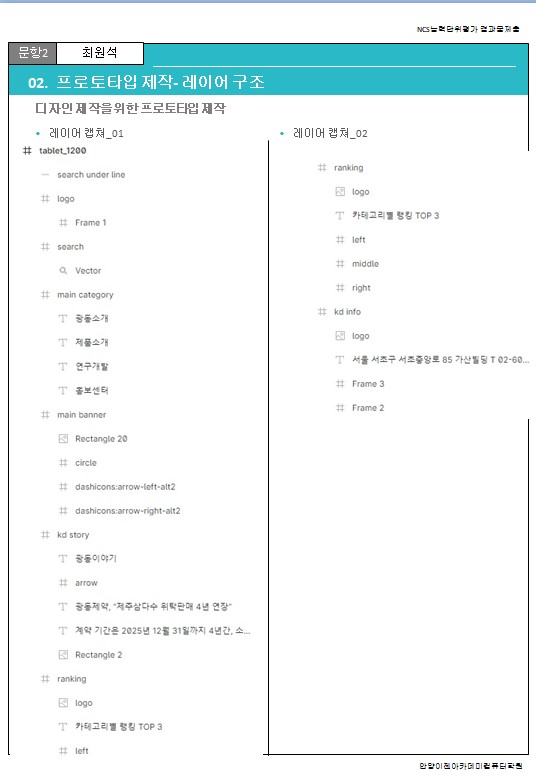 NCS능력단위평가 결과물제출
문항2
최원석
02. 프로토타입 제작- 레이어 구조
디자인 제작을위한 프로토타입 제작
• 레이어 캡쳐_01
• 레이어 캡쳐_02
tablet_1200
search under line
logo
Frame 1
search
Vector
main category
광동소개
제품소개
연구개발
홍보센터
main banner
Rectangle 20
circle
dashicons:arrow-left-alt2
dashicons:arrow-right-alt2
kd story
광동이야기
arrow
광동제약, "제주삼다수 위탁판매 4년 연장"
계약 기간은 2025년 12월 31일까지 4년간, 소...
Rectangle 2
ranking
logo
카테고리별 랭킹 TOP 3
left
ranking
logo
카테고리별 랭킹 TOP 3
left
middle
right
kd info
logo
서울 서초구 서초중앙로 85 가산빌딩 T 02-60...
Frame 3
Frame 2
안양이젠아카데미컴퓨터학원